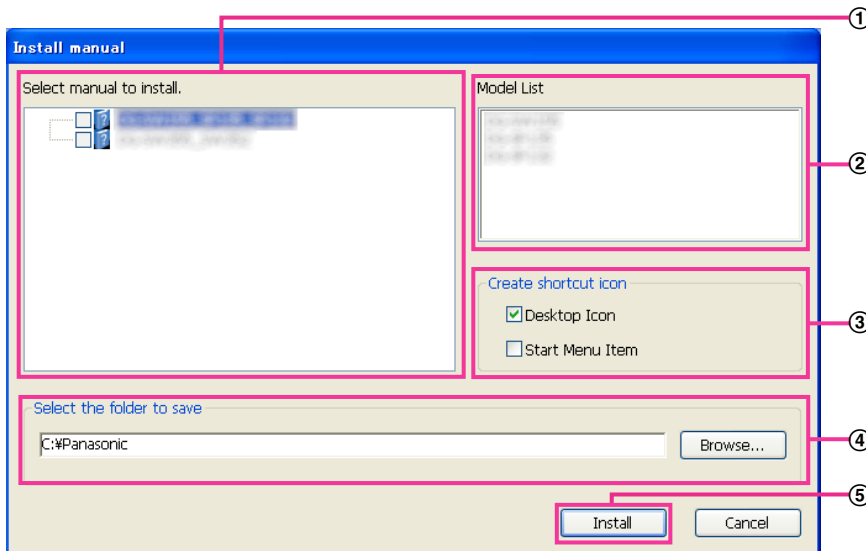 ①
Install manual
Select manual to install.
Model List
②
Create shortcut icon
Desktop Icon
③
Start Menu Item
Select the folder to save
C:¥Panasonic
Browse...
④
⑤
Install
Cancel